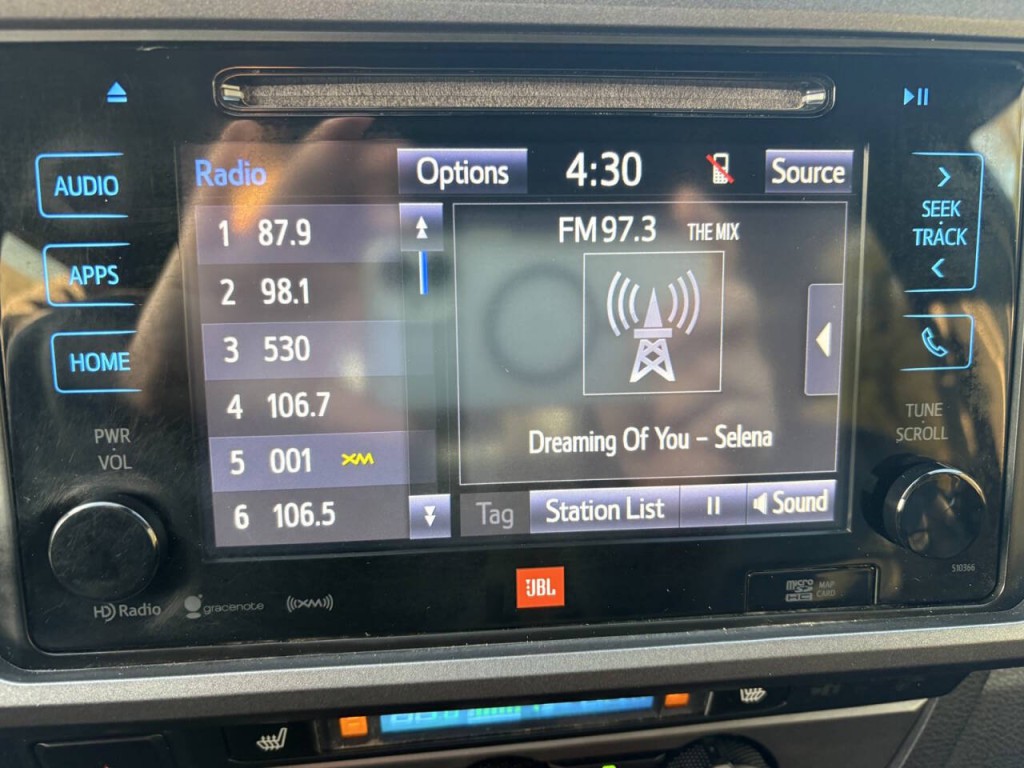 AUDIO
APPS
HOME
PWR
VOL
Radio
Options
4:30
Source
1 87.9
2 98.1
3 530
4 106.7
5 001 XM
6 106.5
FM 97.3 THE MIX
Dreaming Of You – Selena
Tag
Station List
Sound
SEEK
TRACK
TUNE
SCROLL
HD Radio
gracenote
((XM))
JBL
micro
SD
HC
MAP
CARD
510366